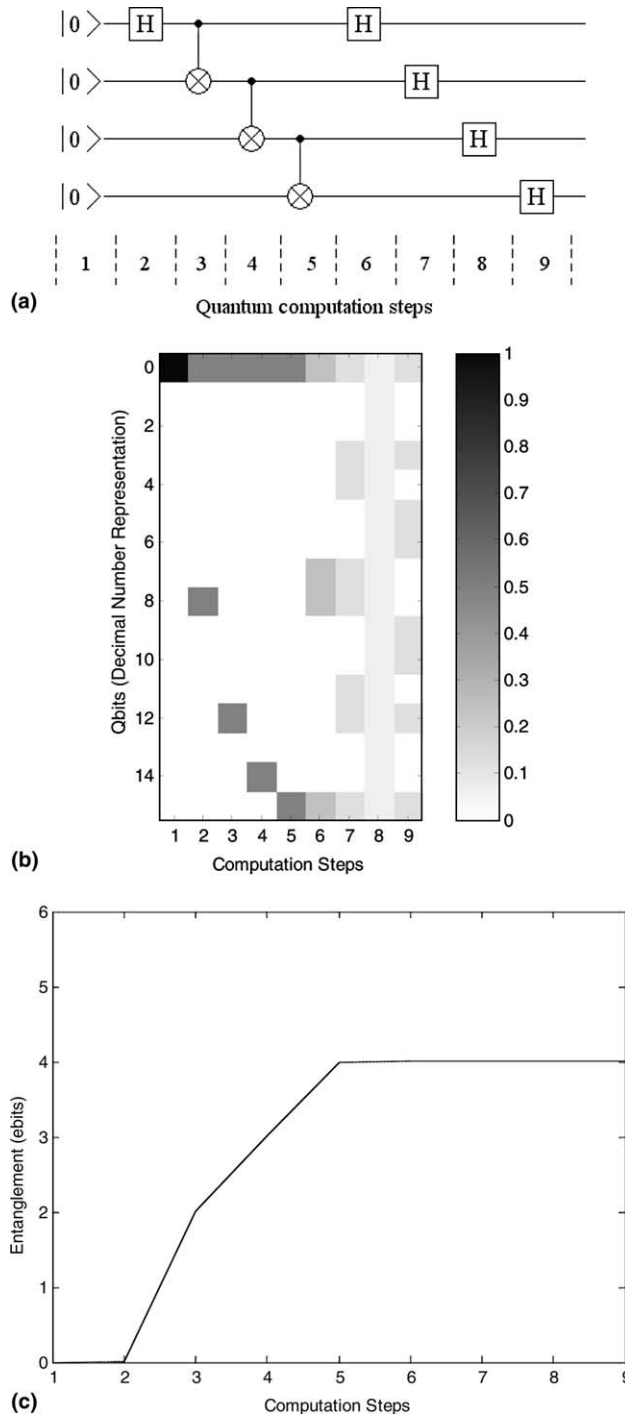 |0> H H
|0> H
|0> H
|0> H
1 2 3 4 5 6 7 8 9
(a) Quantum computation steps
Qbits (Decimal Number Representation)
0
2
4
6
8
10
12
14
1 2 3 4 5 6 7 8 9
Computation Steps
1
0.9
0.8
0.7
0.6
0.5
0.4
0.3
0.2
0.1
0
(b)
Entanglement (ebits)
6
5
4
3
2
1
0
1 2 3 4 5 6 7 8 9
Computation Steps
(c)